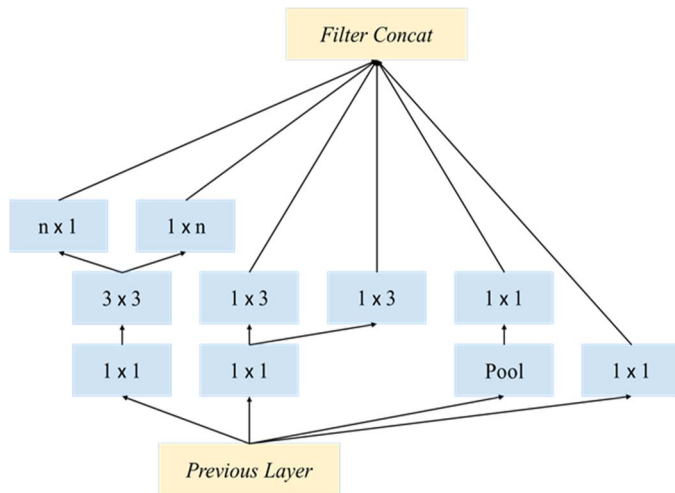 Filter Concat
n x 1
1 x n
3 x 3
1 x 3
1 x 3
1 x 1
1 x 1
1 x 1
Pool
1 x 1
Previous Layer